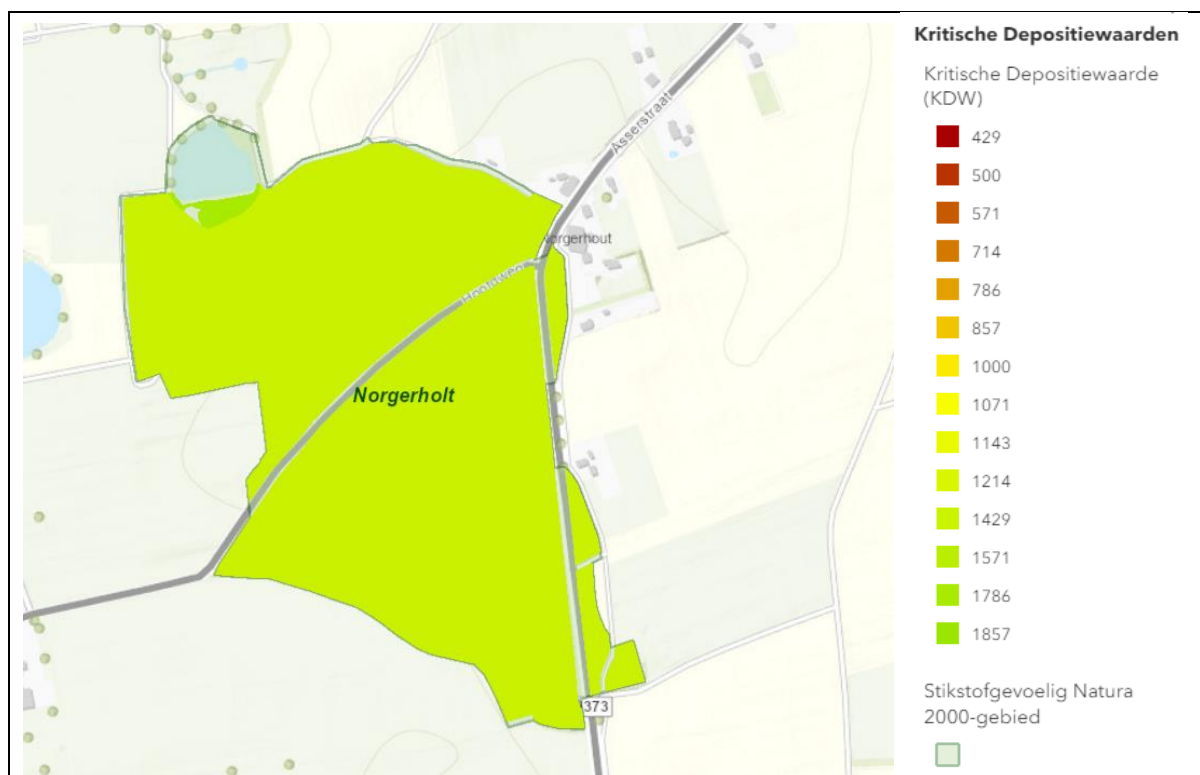 Kritische Depositiewaarden
Kritische Depositiewaarde
(KDW)
429
500
571
714
786
857
1000
1071
1143
1214
1429
1571
1786
1857
Stikstofgevoelig Natura
2000-gebied
Asserstraat
Norgerholt
373